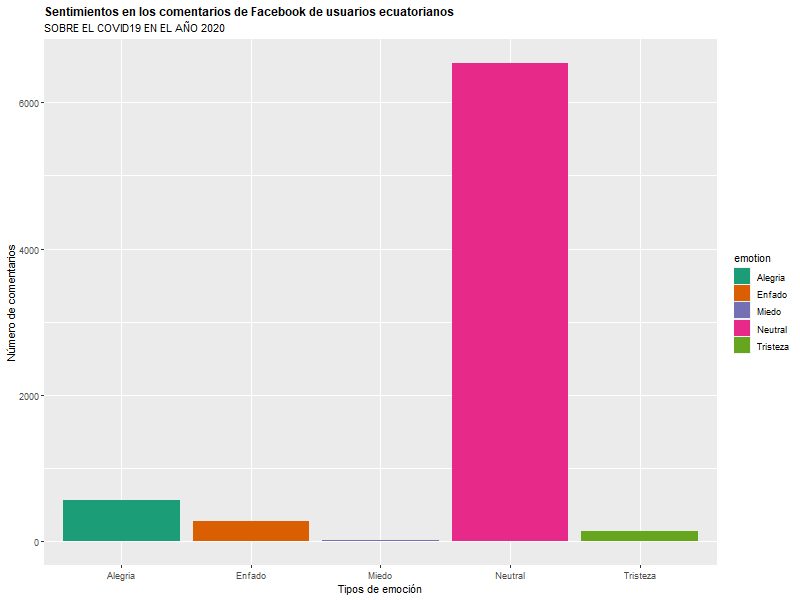 Sentimientos en los comentarios de Facebook de usuarios ecuatorianos
SOBRE EL COVID19 EN EL AÑO 2020
Número de comentarios
6000
4000
2000
0
Alegria
Enfado
Miedo
Neutral
Tristeza
Tipos de emoción
emotion
Alegria
Enfado
Miedo
Neutral
Tristeza